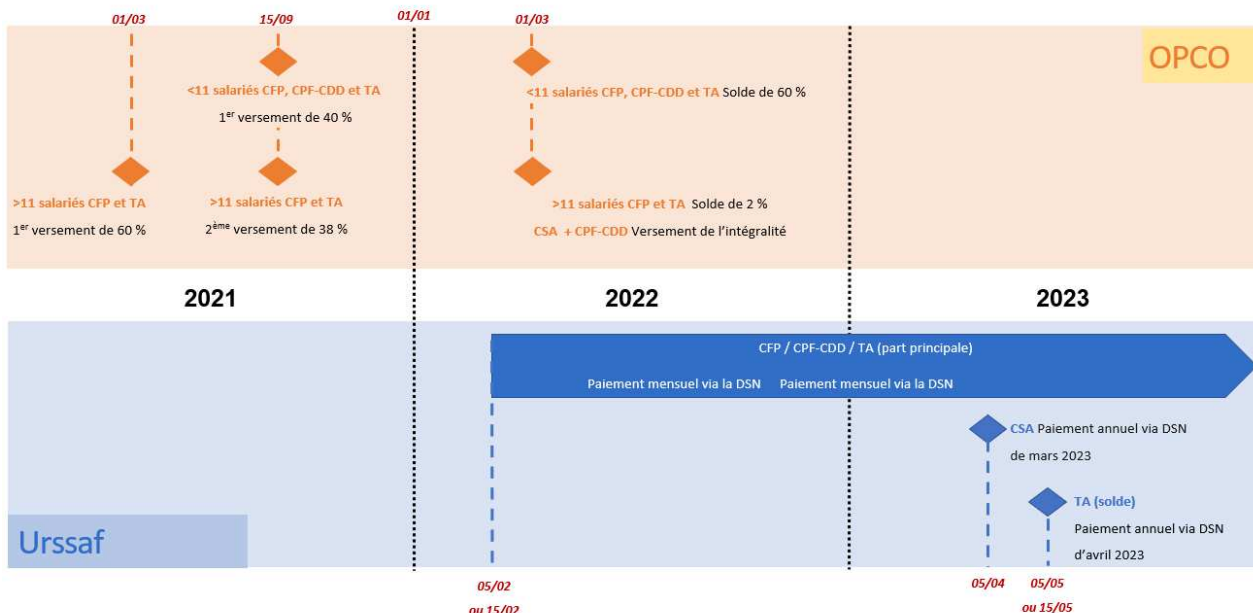 01/03
15/09
01/01
01/03
OPCO
<11 salariés CFP, CPF-CDD et TA
1er versement de 40 %
<11 salariés CFP, CPF-CDD et TA Solde de 60 %
>11 salariés CFP et TA
1er versement de 60 %
>11 salariés CFP et TA
2ème versement de 38 %
>11 salariés CFP et TA Solde de 2 %
CSA + CPF-CDD Versement de l'intégralité
2021
2022
2023
CFP / CPF-CDD / TA (part principale)
Paiement mensuel via la DSN
Paiement mensuel via la DSN
CSA Paiement annuel via DSN
de mars 2023
TA (solde)
Paiement annuel via DSN
d'avril 2023
Urssaf
05/02
ou 15/02
05/04
05/05
ou 15/05